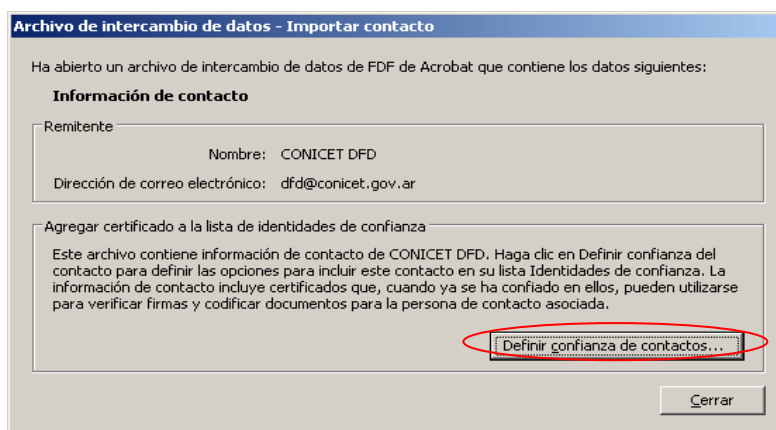 Archivo de intercambio de datos - Importar contacto
Ha abierto un archivo de intercambio de datos de FDF de Acrobat que contiene los datos siguientes:
Información de contacto
Remitente
Nombre: CONICET DFD
Dirección de correo electrónico: dfd@conicet.gov.ar
Agregar certificado a la lista de identidades de confianza
Este archivo contiene información de contacto de CONICET DFD. Haga clic en Definir confianza del
contacto para definir las opciones para incluir este contacto en su lista Identidades de confianza. La
información de contacto incluye certificados que, cuando ya se ha confiado en ellos, pueden utilizarse
para verificar firmas y codificar documentos para la persona de contacto asociada.
Definir confianza de contactos...
Cerrar